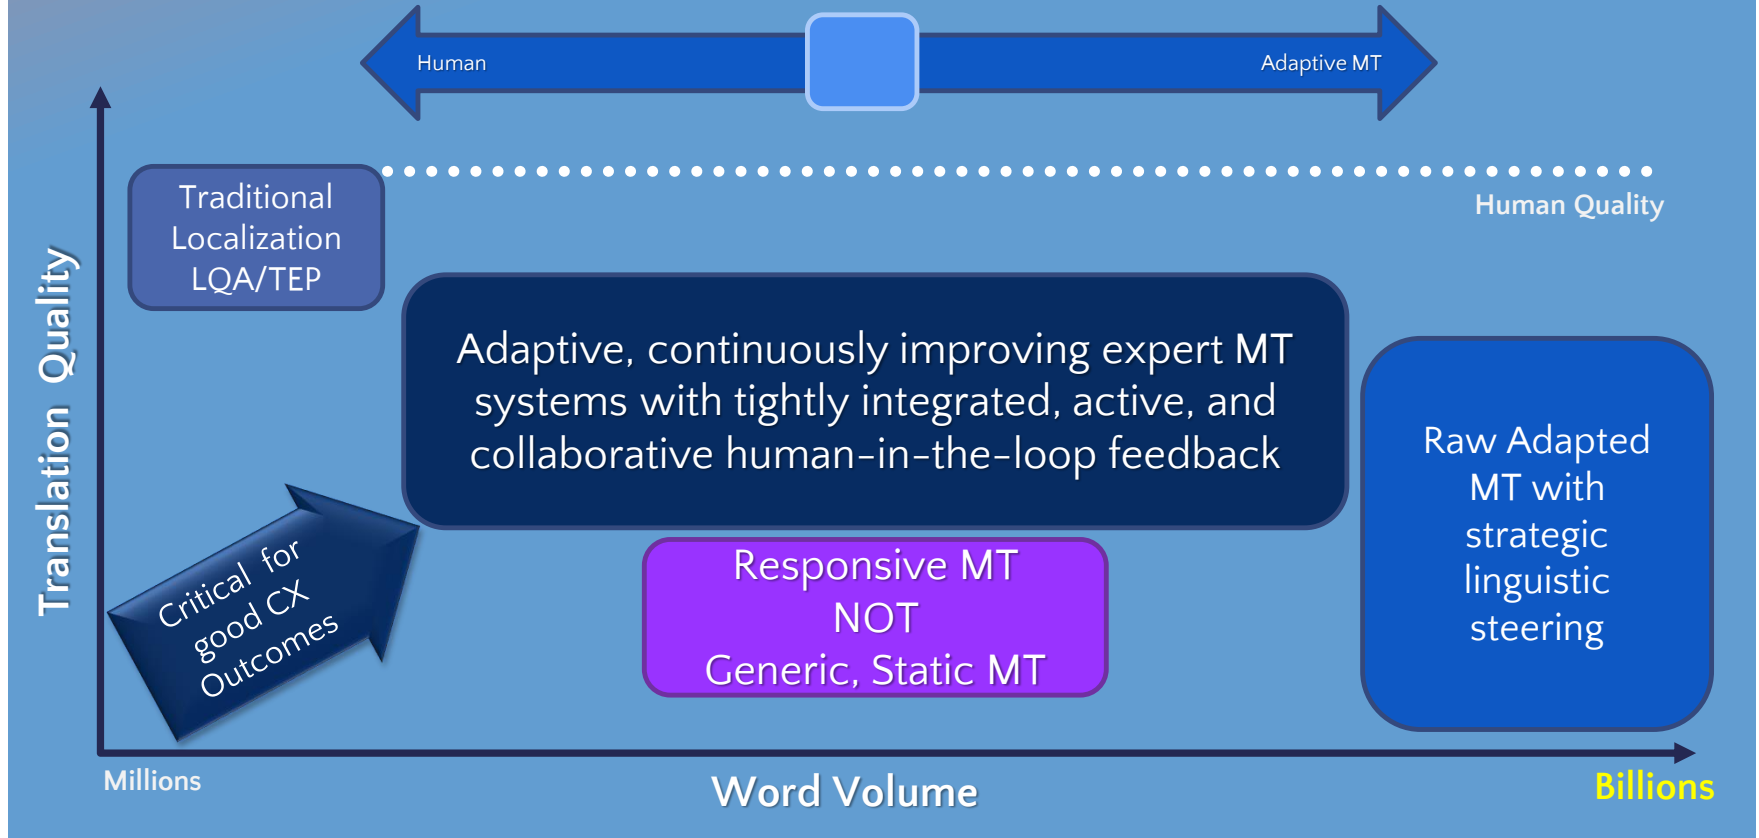 Human
Adaptive MT
Human Quality
Traditional
Localization
LQA/TEP
Translation Quality
Adaptive, continuously improving expert MT
systems with tightly integrated, active, and
collaborative human-in-the-loop feedback
Raw Adapted
MT with
strategic
linguistic
steering
Critical for
good CX
Outcomes
Responsive MT
NOT
Generic, Static MT
Millions
Word Volume
Billions